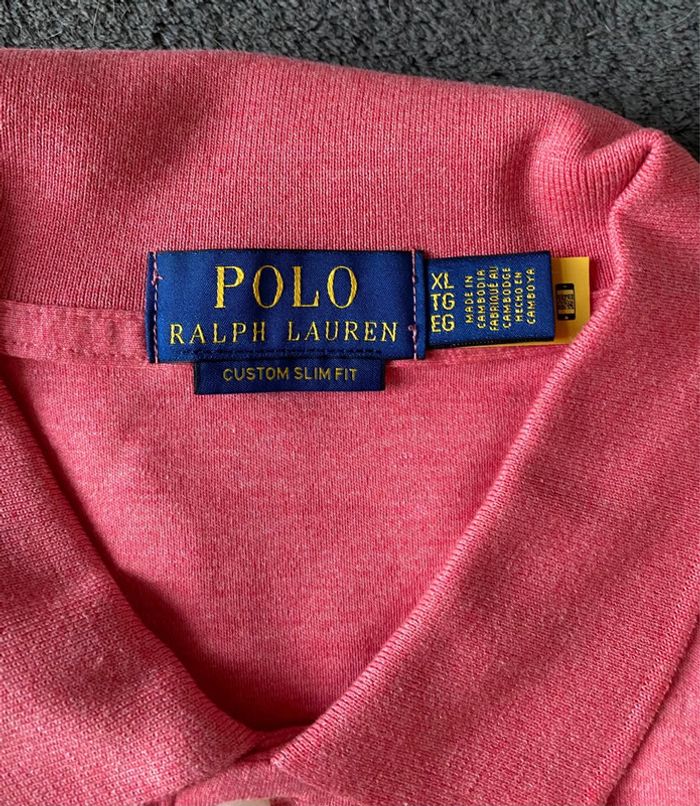 POLO
RALPH LAUREN
CUSTOM SLIM FIT
XL
TG
EG
MADE IN
CAMBODIA
FABRIQUÉ AU
CAMBODGE
HECHO EN
CAMBOYA